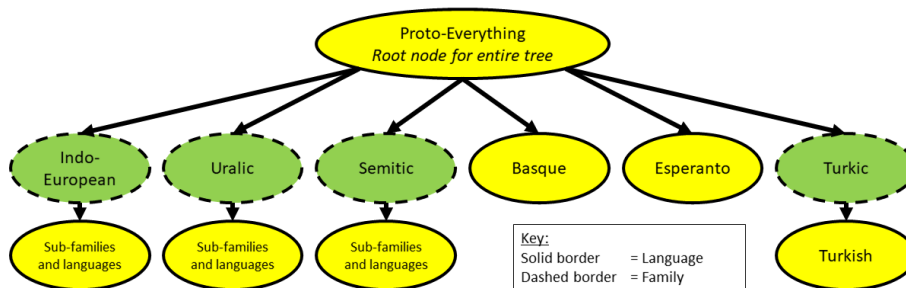 Proto-Everything
Root node for entire tree
Indo-
European
Uralic
Semitic
Basque
Esperanto
Turkic
Sub-families
and languages
Sub-families
and languages
Sub-families
and languages
Turkish
Key:
Solid border = Language
Dashed border = Family